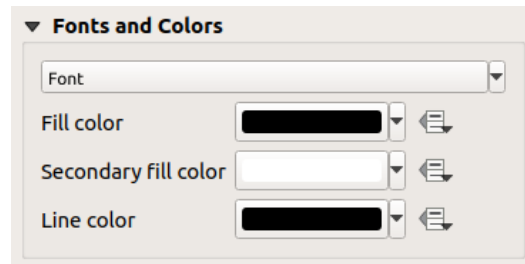 Fonts and Colors
Font
Fill color
Secondary fill color
Line color